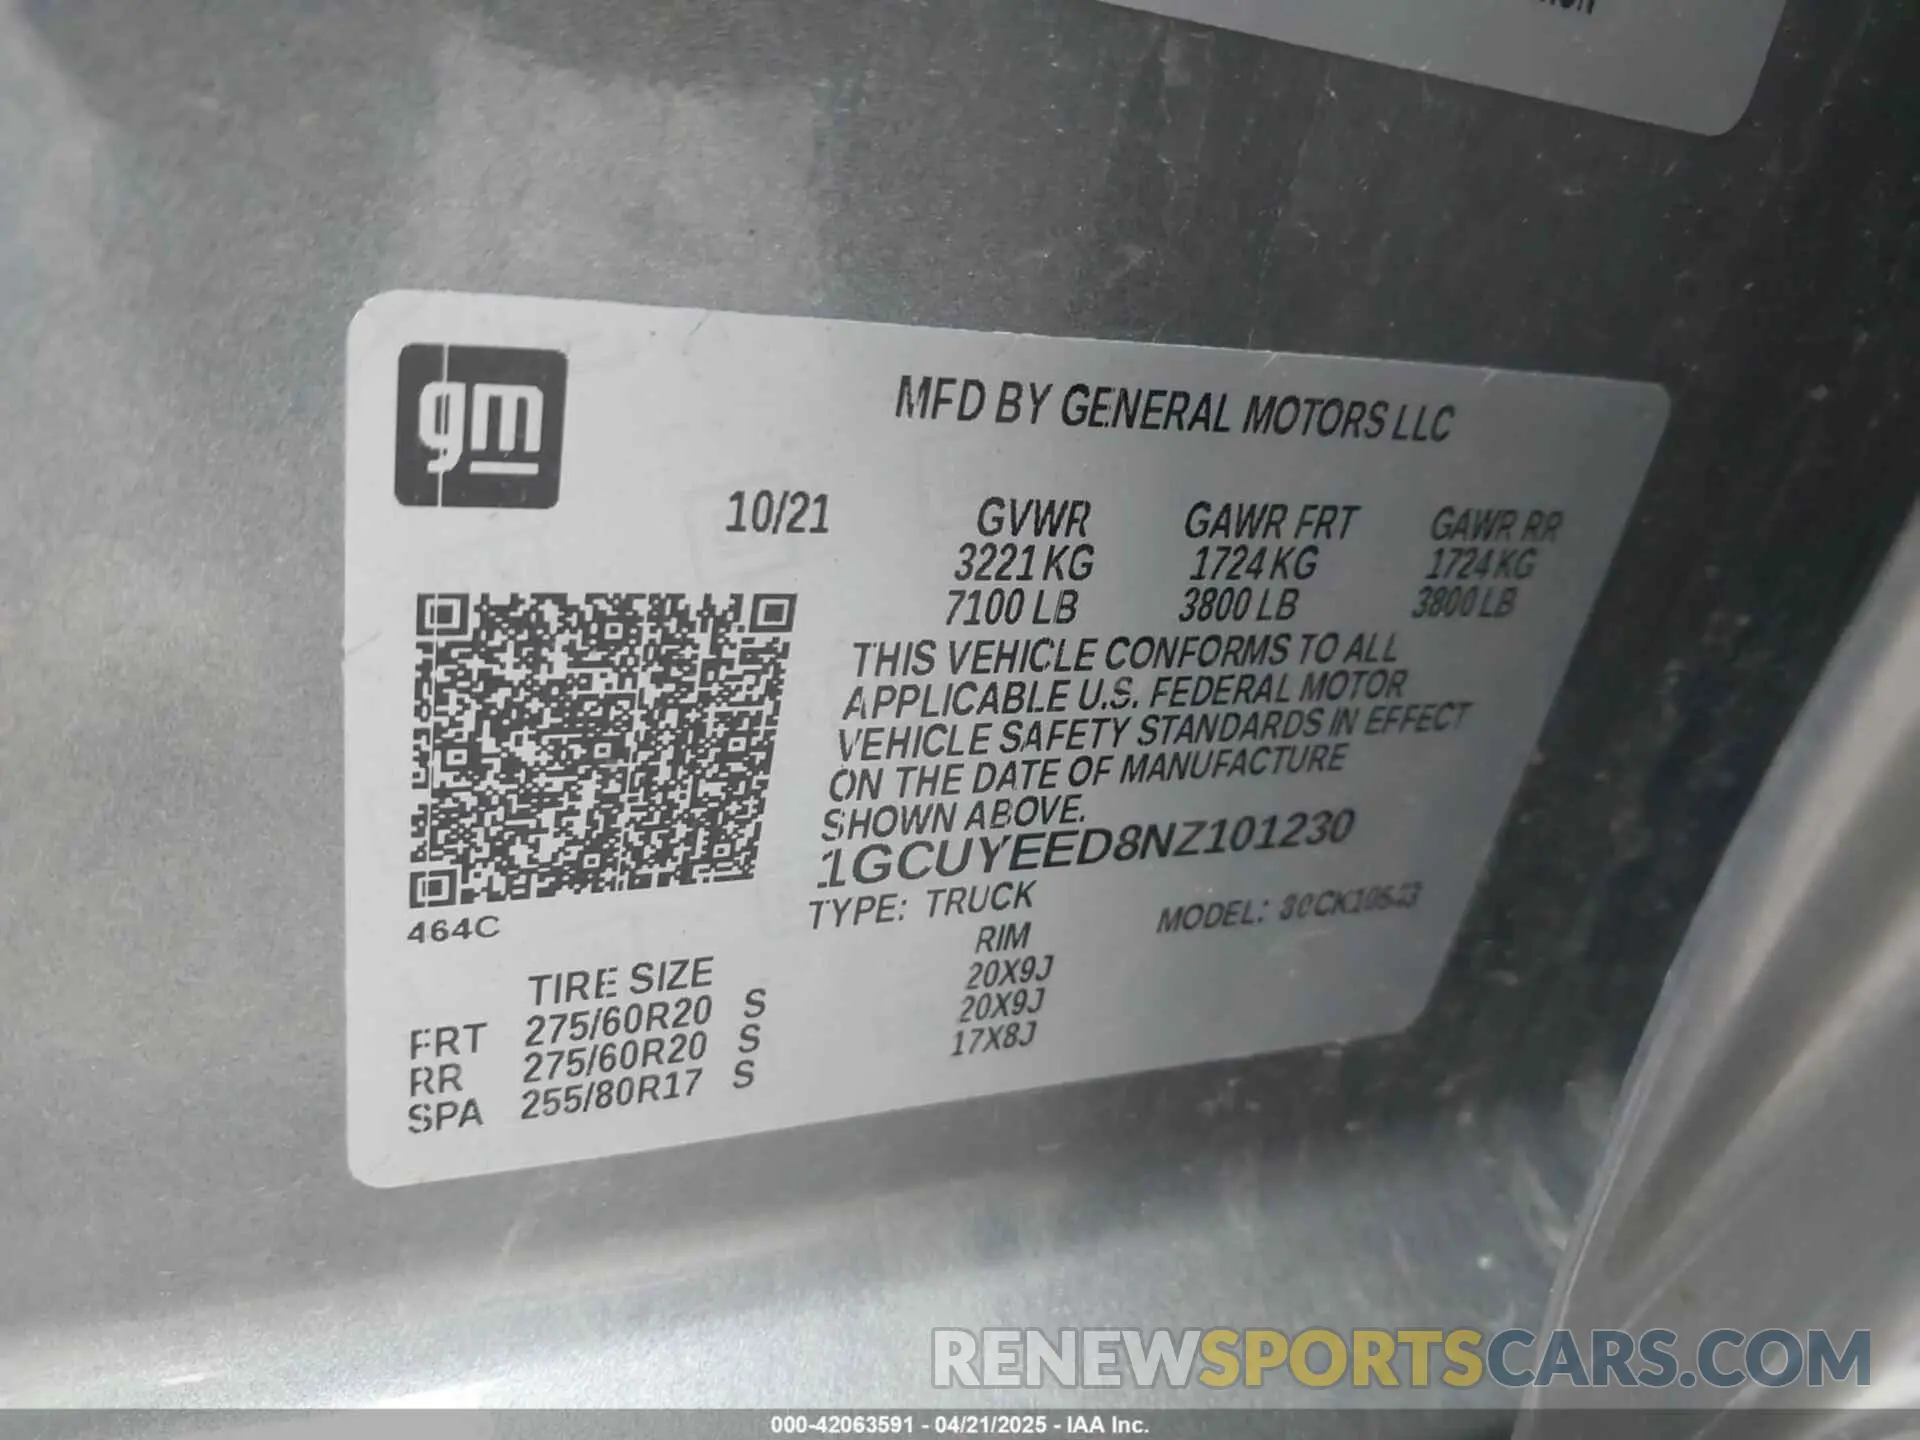 gm
MFD BY GENERAL MOTORS LLC
10/21 GVWR GAWR FRT GAWR RR
3221 KG 1724 KG 1724 KG
7100 LB 3800 LB 3800 LB
THIS VEHICLE CONFORMS TO ALL
APPLICABLE U.S. FEDERAL MOTOR
VEHICLE SAFETY STANDARDS IN EFFECT
ON THE DATE OF MANUFACTURE
SHOWN ABOVE.
1GCUYEED8NZ101230
464C
TYPE: TRUCK MODEL:
TIRE SIZE RIM
FRT 275/60R20 S 20X9J
RR 275/60R20 S 20X9J
SPA 255/80R17 S 17X8J
RENEWSPORTSCARS.COM
000-42063591 - 04/21/2025 - IAA Inc.